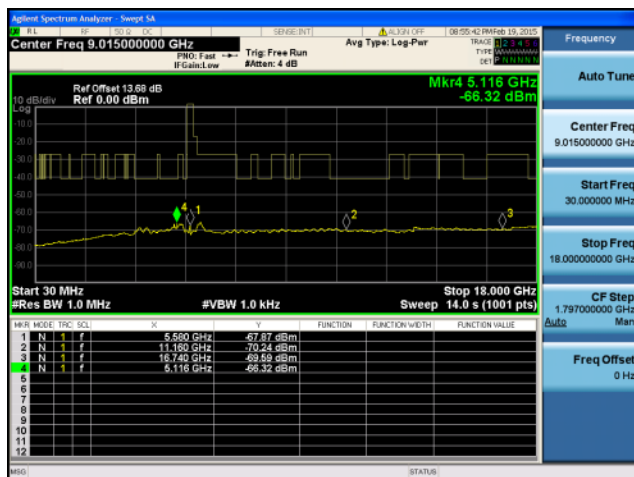 Agilent Spectrum Analyzer - Swept SA
RL RF 50 Ω DC SENSE:INT ALIGN OFF 08:55:42 PM Feb 19, 2015
Center Freq 9.015000000 GHz
PNO: Fast
IFGain:Low
Trig: Free Run
#Atten: 4 dB
Avg Type: Log-Pwr
TRACE 1 2 3 4 5 6
TYPE
DET P N N N N N
Mkr4 5.116 GHz
-66.32 dBm
Ref Offset 13.68 dB
10 dB/div Ref 0.00 dBm
Log
-10.0
-20.0
-30.0
-40.0
-50.0
-60.0
-70.0
-80.0
-90.0
4 1 2 3
Start 30 MHz Stop 18.000 GHz
#Res BW 1.0 MHz #VBW 1.0 kHz Sweep 14.0 s (1001 pts)
MKR MODE TRC SCL X Y FUNCTION FUNCTION WIDTH FUNCTION VALUE
1 N 1 f 5.580 GHz -67.87 dBm
2 N 1 f 11.160 GHz -70.24 dBm
3 N 1 f 16.740 GHz -69.59 dBm
4 N 1 f 5.116 GHz -66.32 dBm
5
6
7
8
9
10
11
12
MSG STATUS
Frequency
Auto Tune
Center Freq
9.015000000 GHz
Start Freq
30.000000 MHz
Stop Freq
18.000000000 GHz
CF Step
1.797000000 GHz
Auto Man
Freq Offset
0 Hz